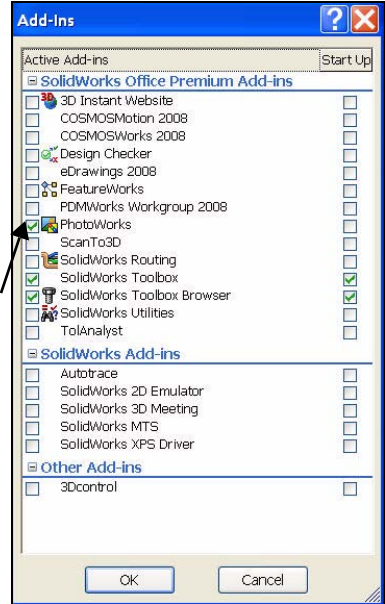 Add-Ins
Active Add-ins Start Up
SolidWorks Office Premium Add-ins
3D Instant Website
COSMOSMotion 2008
COSMOSWorks 2008
Design Checker
eDrawings 2008
FeatureWorks
PDMWorks Workgroup 2008
PhotoWorks
ScanTo3D
SolidWorks Routing
SolidWorks Toolbox
SolidWorks Toolbox Browser
SolidWorks Utilities
TolAnalyst
SolidWorks Add-ins
Autotrace
SolidWorks 2D Emulator
SolidWorks 3D Meeting
SolidWorks MTS
SolidWorks XPS Driver
Other Add-ins
3Dcontrol
OK Cancel